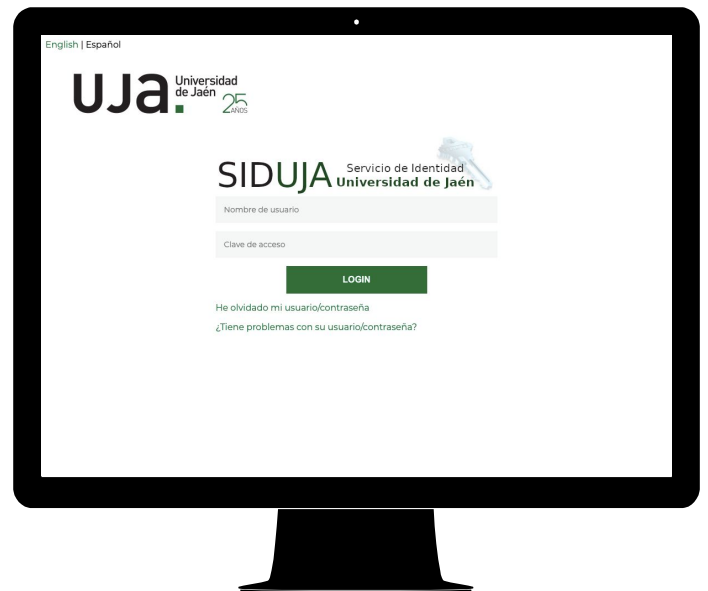 English | Español
UJa. Universidad
de Jaén
25
AÑOS
SIDUJA
Servicio de Identidad
Universidad de Jaén
Nombre de usuario
Clave de acceso
LOGIN
He olvidado mi usuario/contraseña
¿Tiene problemas con su usuario/contraseña?